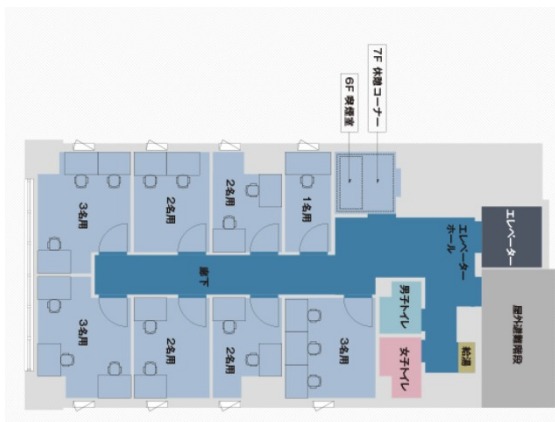 7F 休憩コーナー
6F 喫煙室
3名用
2名用
2名用
1名用
エレベーター
ホール
エレベーター
廊下
男子トイレ
屋外避難階段
3名用
2名用
2名用
3名用
女子トイレ
給湯